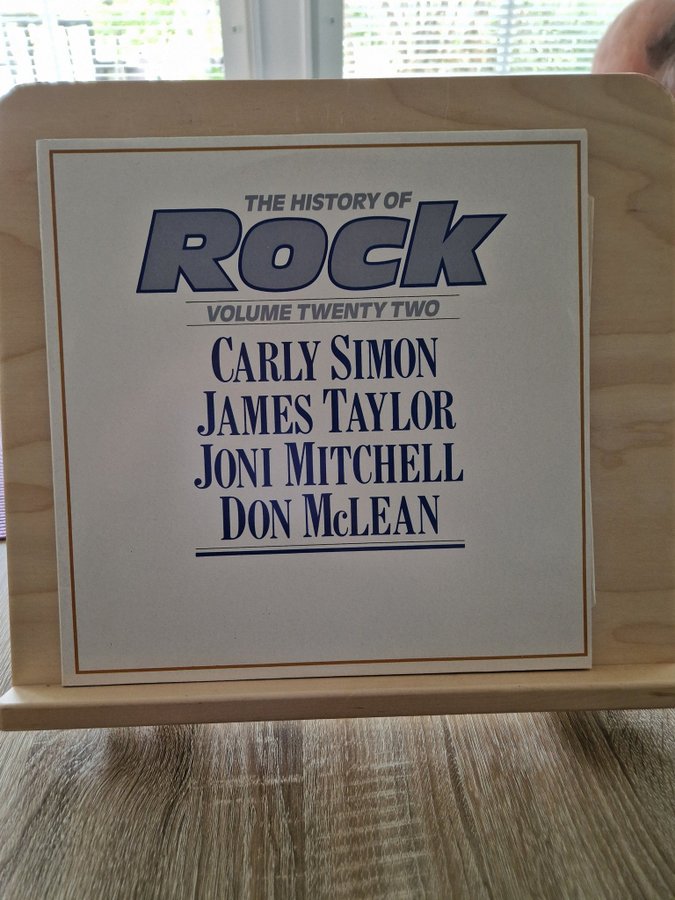 THE HISTORY OF
ROCK
VOLUME TWENTY TWO
CARLY SIMON
JAMES TAYLOR
JONI MITCHELL
DON McLEAN